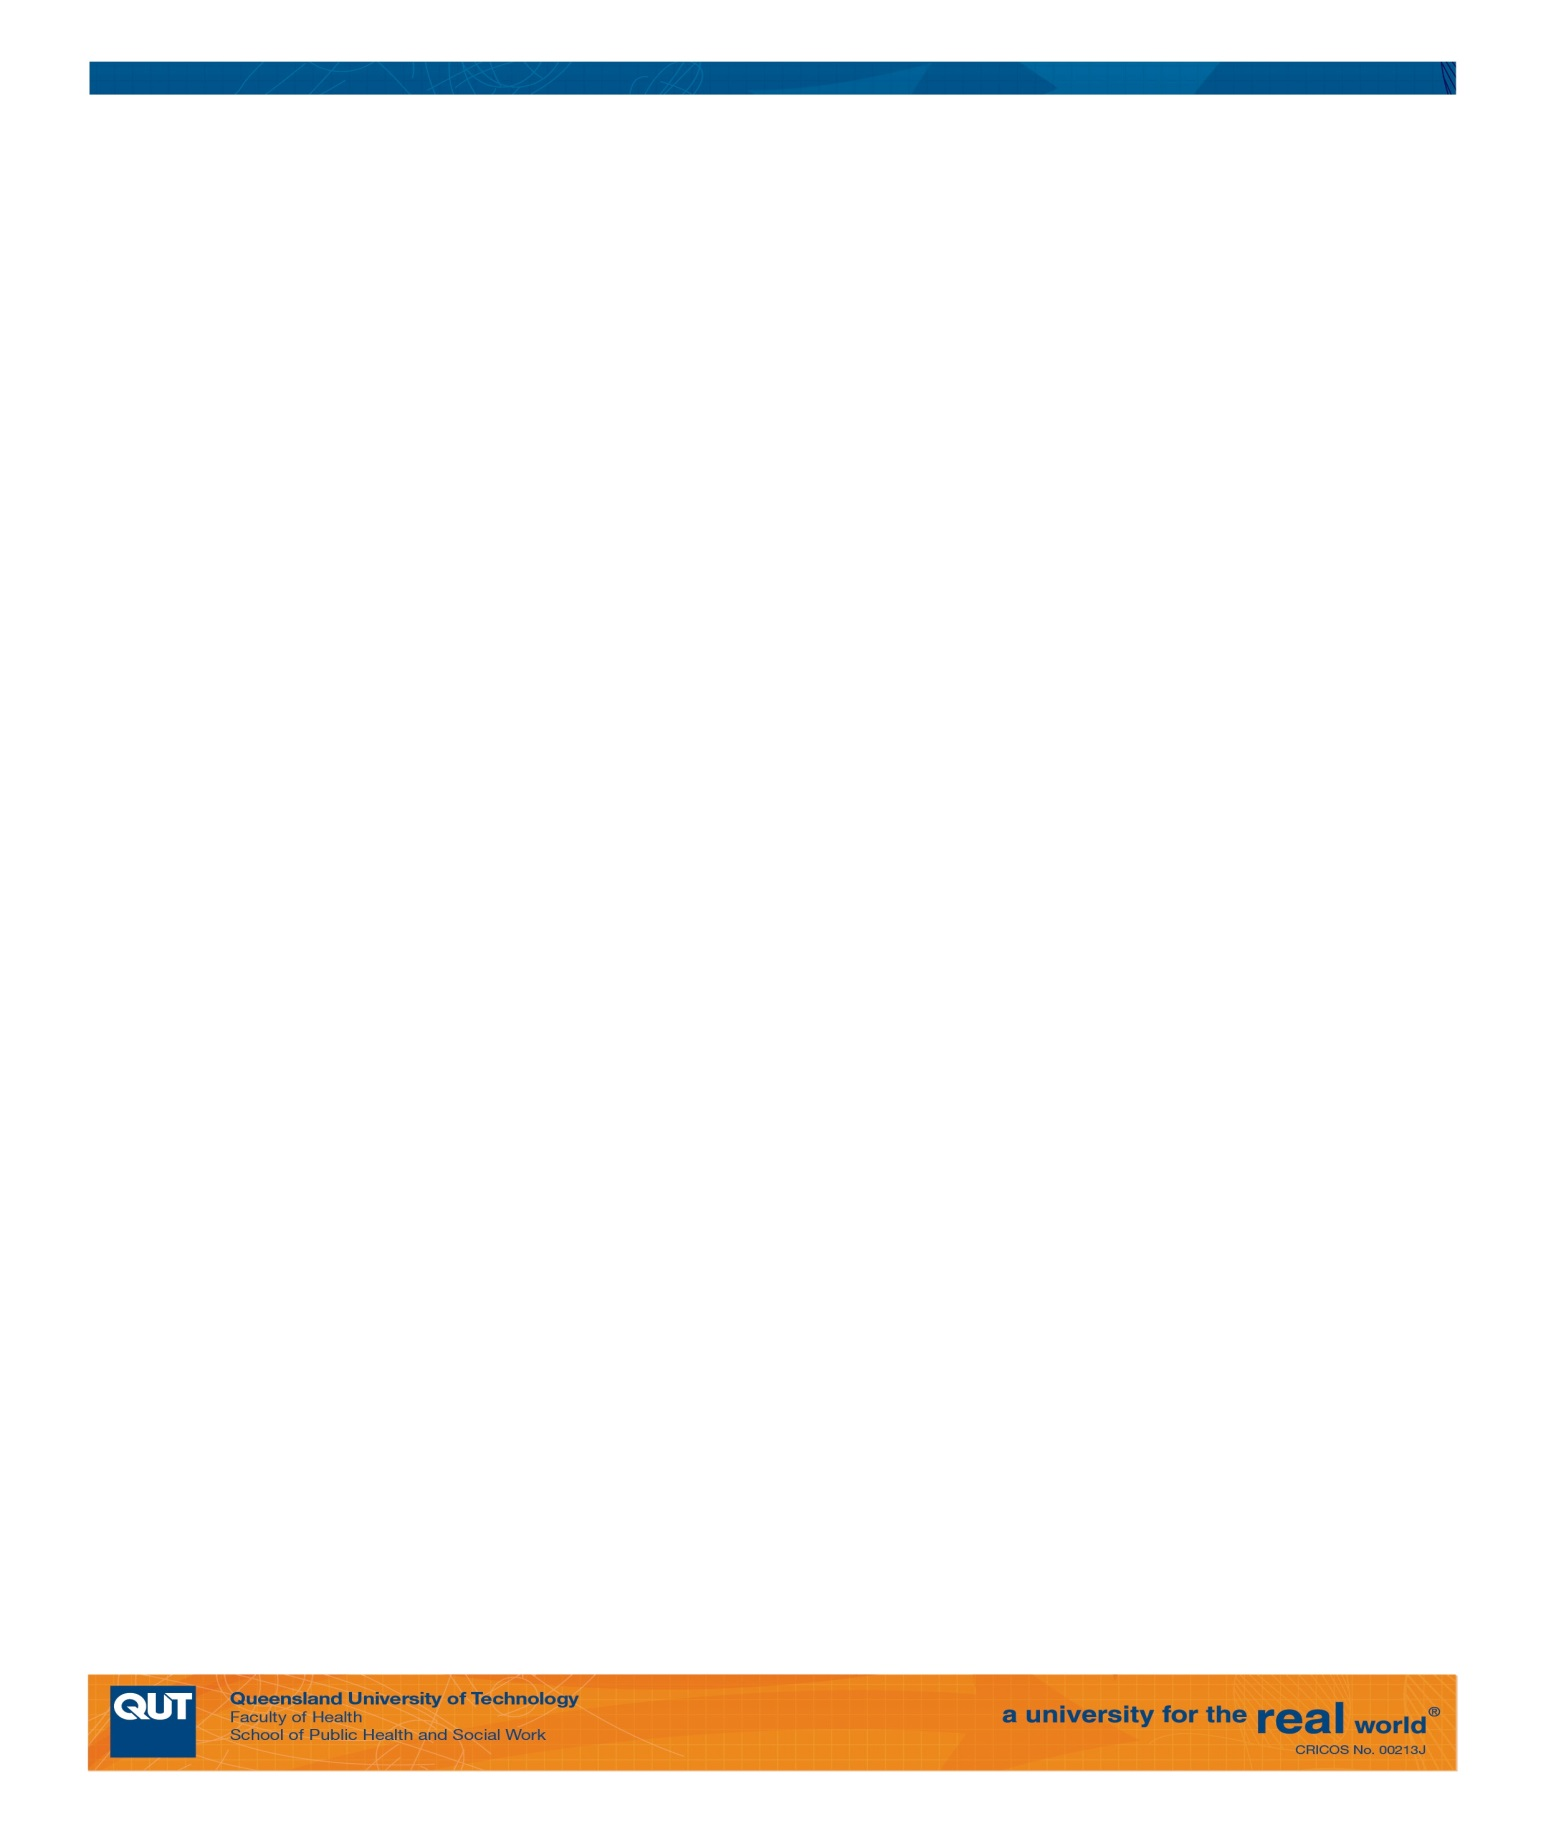 QUT
Queensland University of Technology
Faculty of Health
School of Public Health and Social Work
a university for the real world®
CRICOS No. 00213J